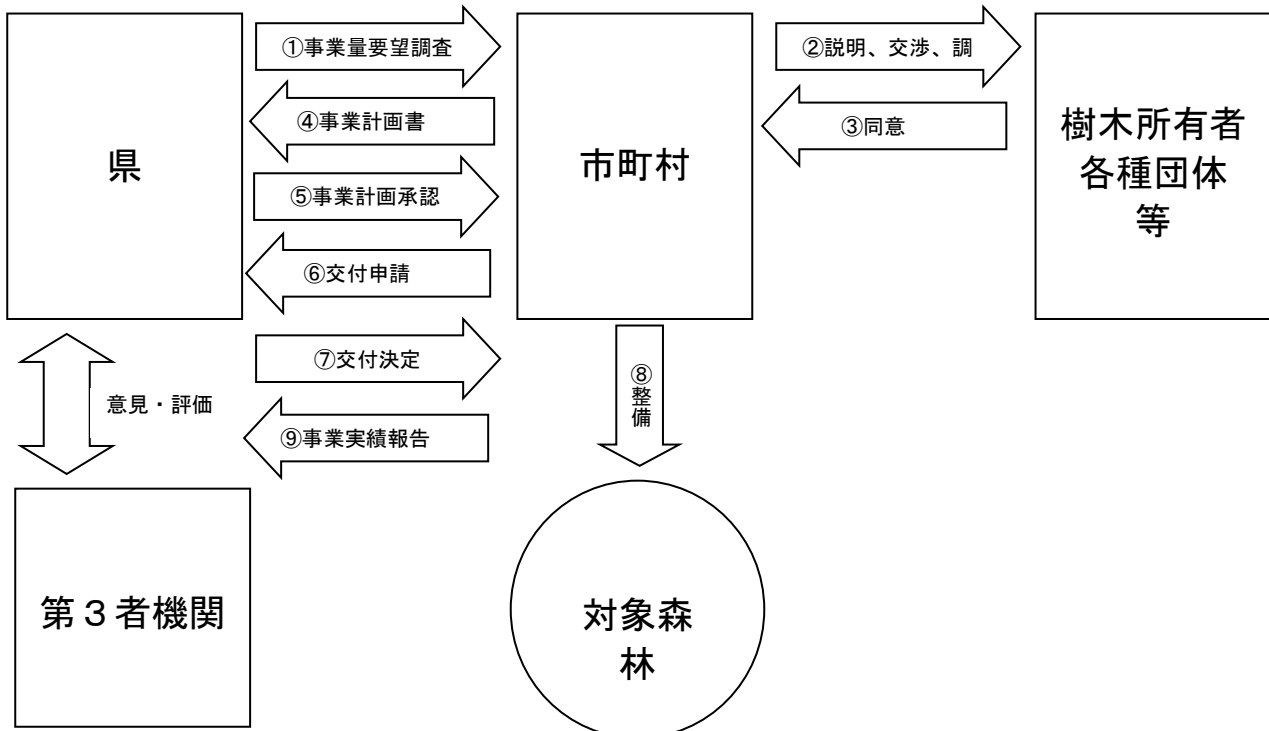 ①事業量要望調査
②説明、交渉、調
④事業計画書
③同意
県
市町村
樹木所有者
各種団体
等
⑤事業計画承認
⑥交付申請
⑦交付決定
⑧整備
意見・評価
⑨事業実績報告
第3者機関
対象森
林